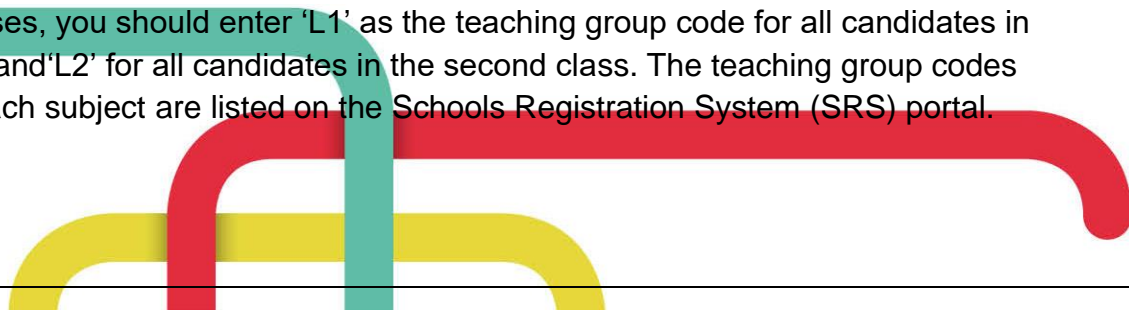 ses, you should enter ‘L1’ as the teaching group code for all candidates in
and‘L2’ for all candidates in the second class. The teaching group codes
ach subject are listed on the Schools Registration System (SRS) portal.